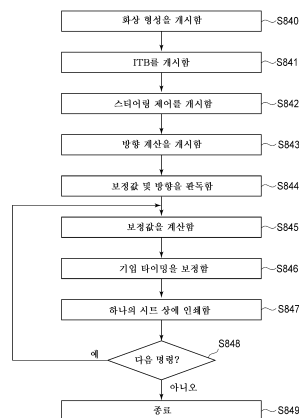 화상 형성을 개시함 S840
ITB를 개시함 S841
스티어링 제어를 개시함 S842
방향 계산을 개시함 S843
보정값 및 방향을 판독함 S844
보정값을 계산함 S845
기입 타이밍을 보정함 S846
하나의 시트 상에 인쇄함 S847
다음 명령? S848
예
아니오
종료 S849